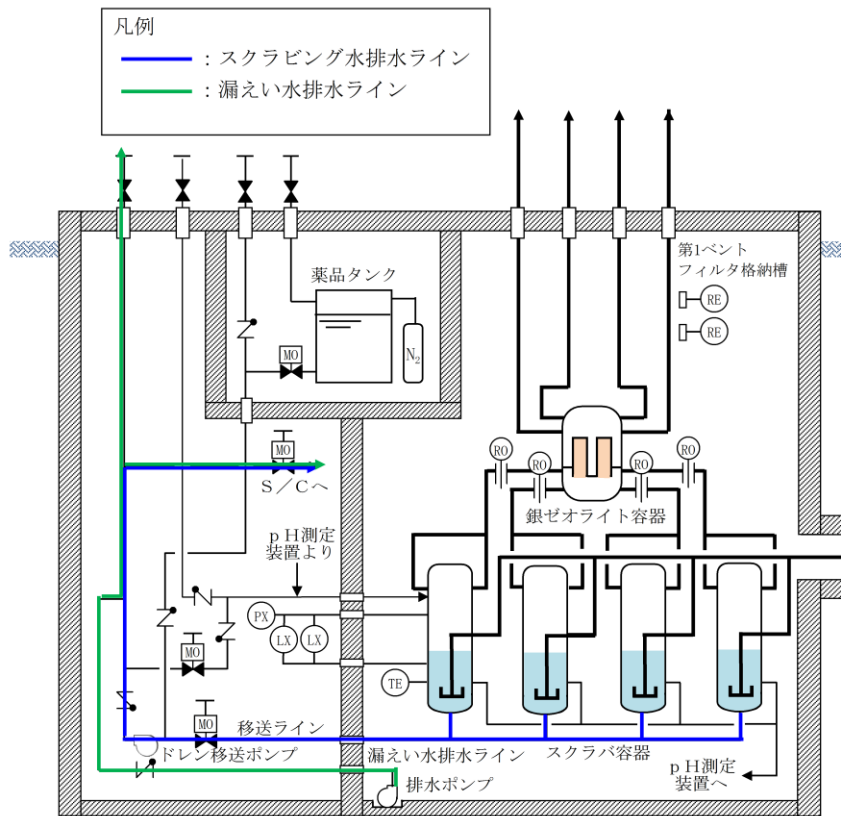 凡例
：スクラビング水排水ライン
：漏えい水排水ライン
第1ベント
フィルタ格納槽
薬品タンク
RE
RE
MO
N₂
MO
RO
RO
RO
RO
S／Cへ
銀ゼオライト容器
ｐH測定
装置より
PX
LX
LX
MO
TE
MO
移送ライン
ドレン移送ポンプ
漏えい水排水ライン
スクラバ容器
排水ポンプ
ｐH測定
装置へ